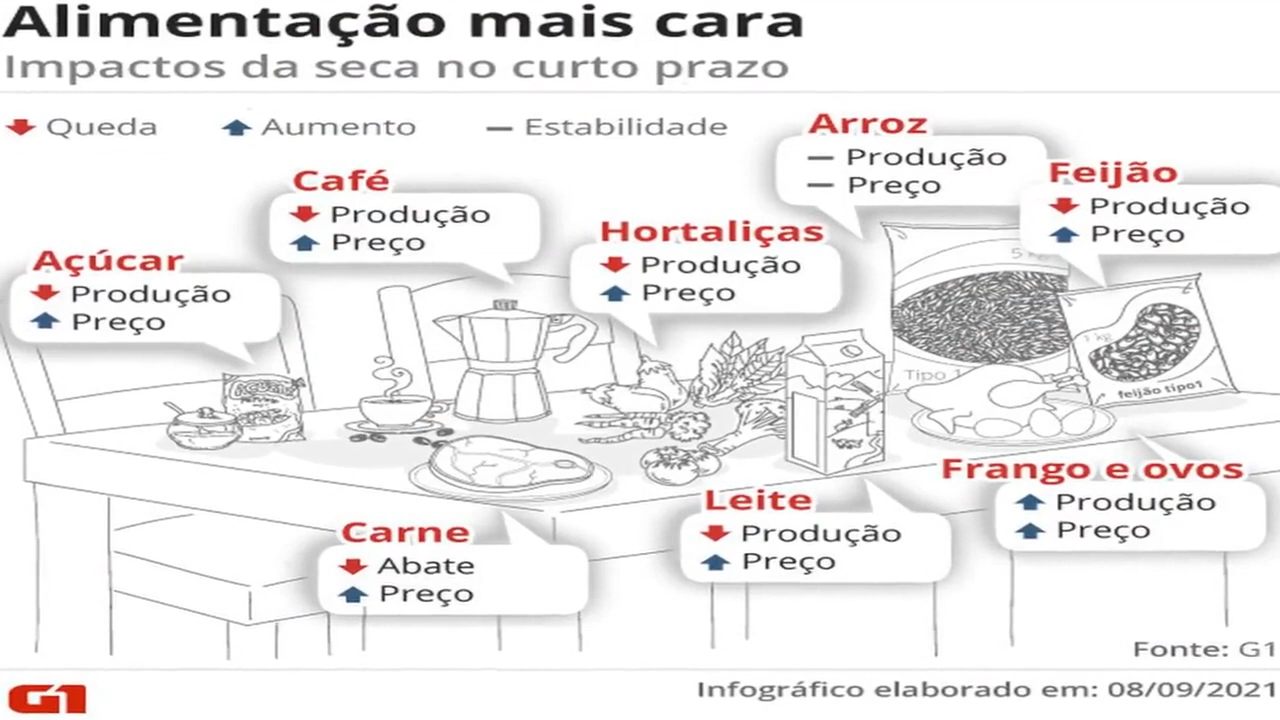 Alimentação mais cara
Impactos da seca no curto prazo
Queda
Aumento
Estabilidade
Arroz
Produção
Preço
Feijão
Produção
Preço
Café
Produção
Preço
Hortaliças
Produção
Preço
Açúcar
Produção
Preço
5 kg
Tipo 1
1 kg
feijão tipo1
Frango e ovos
Produção
Preço
Leite
Produção
Preço
Carne
Abate
Preço
Fonte: G1
G1
Infográfico elaborado em: 08/09/2021